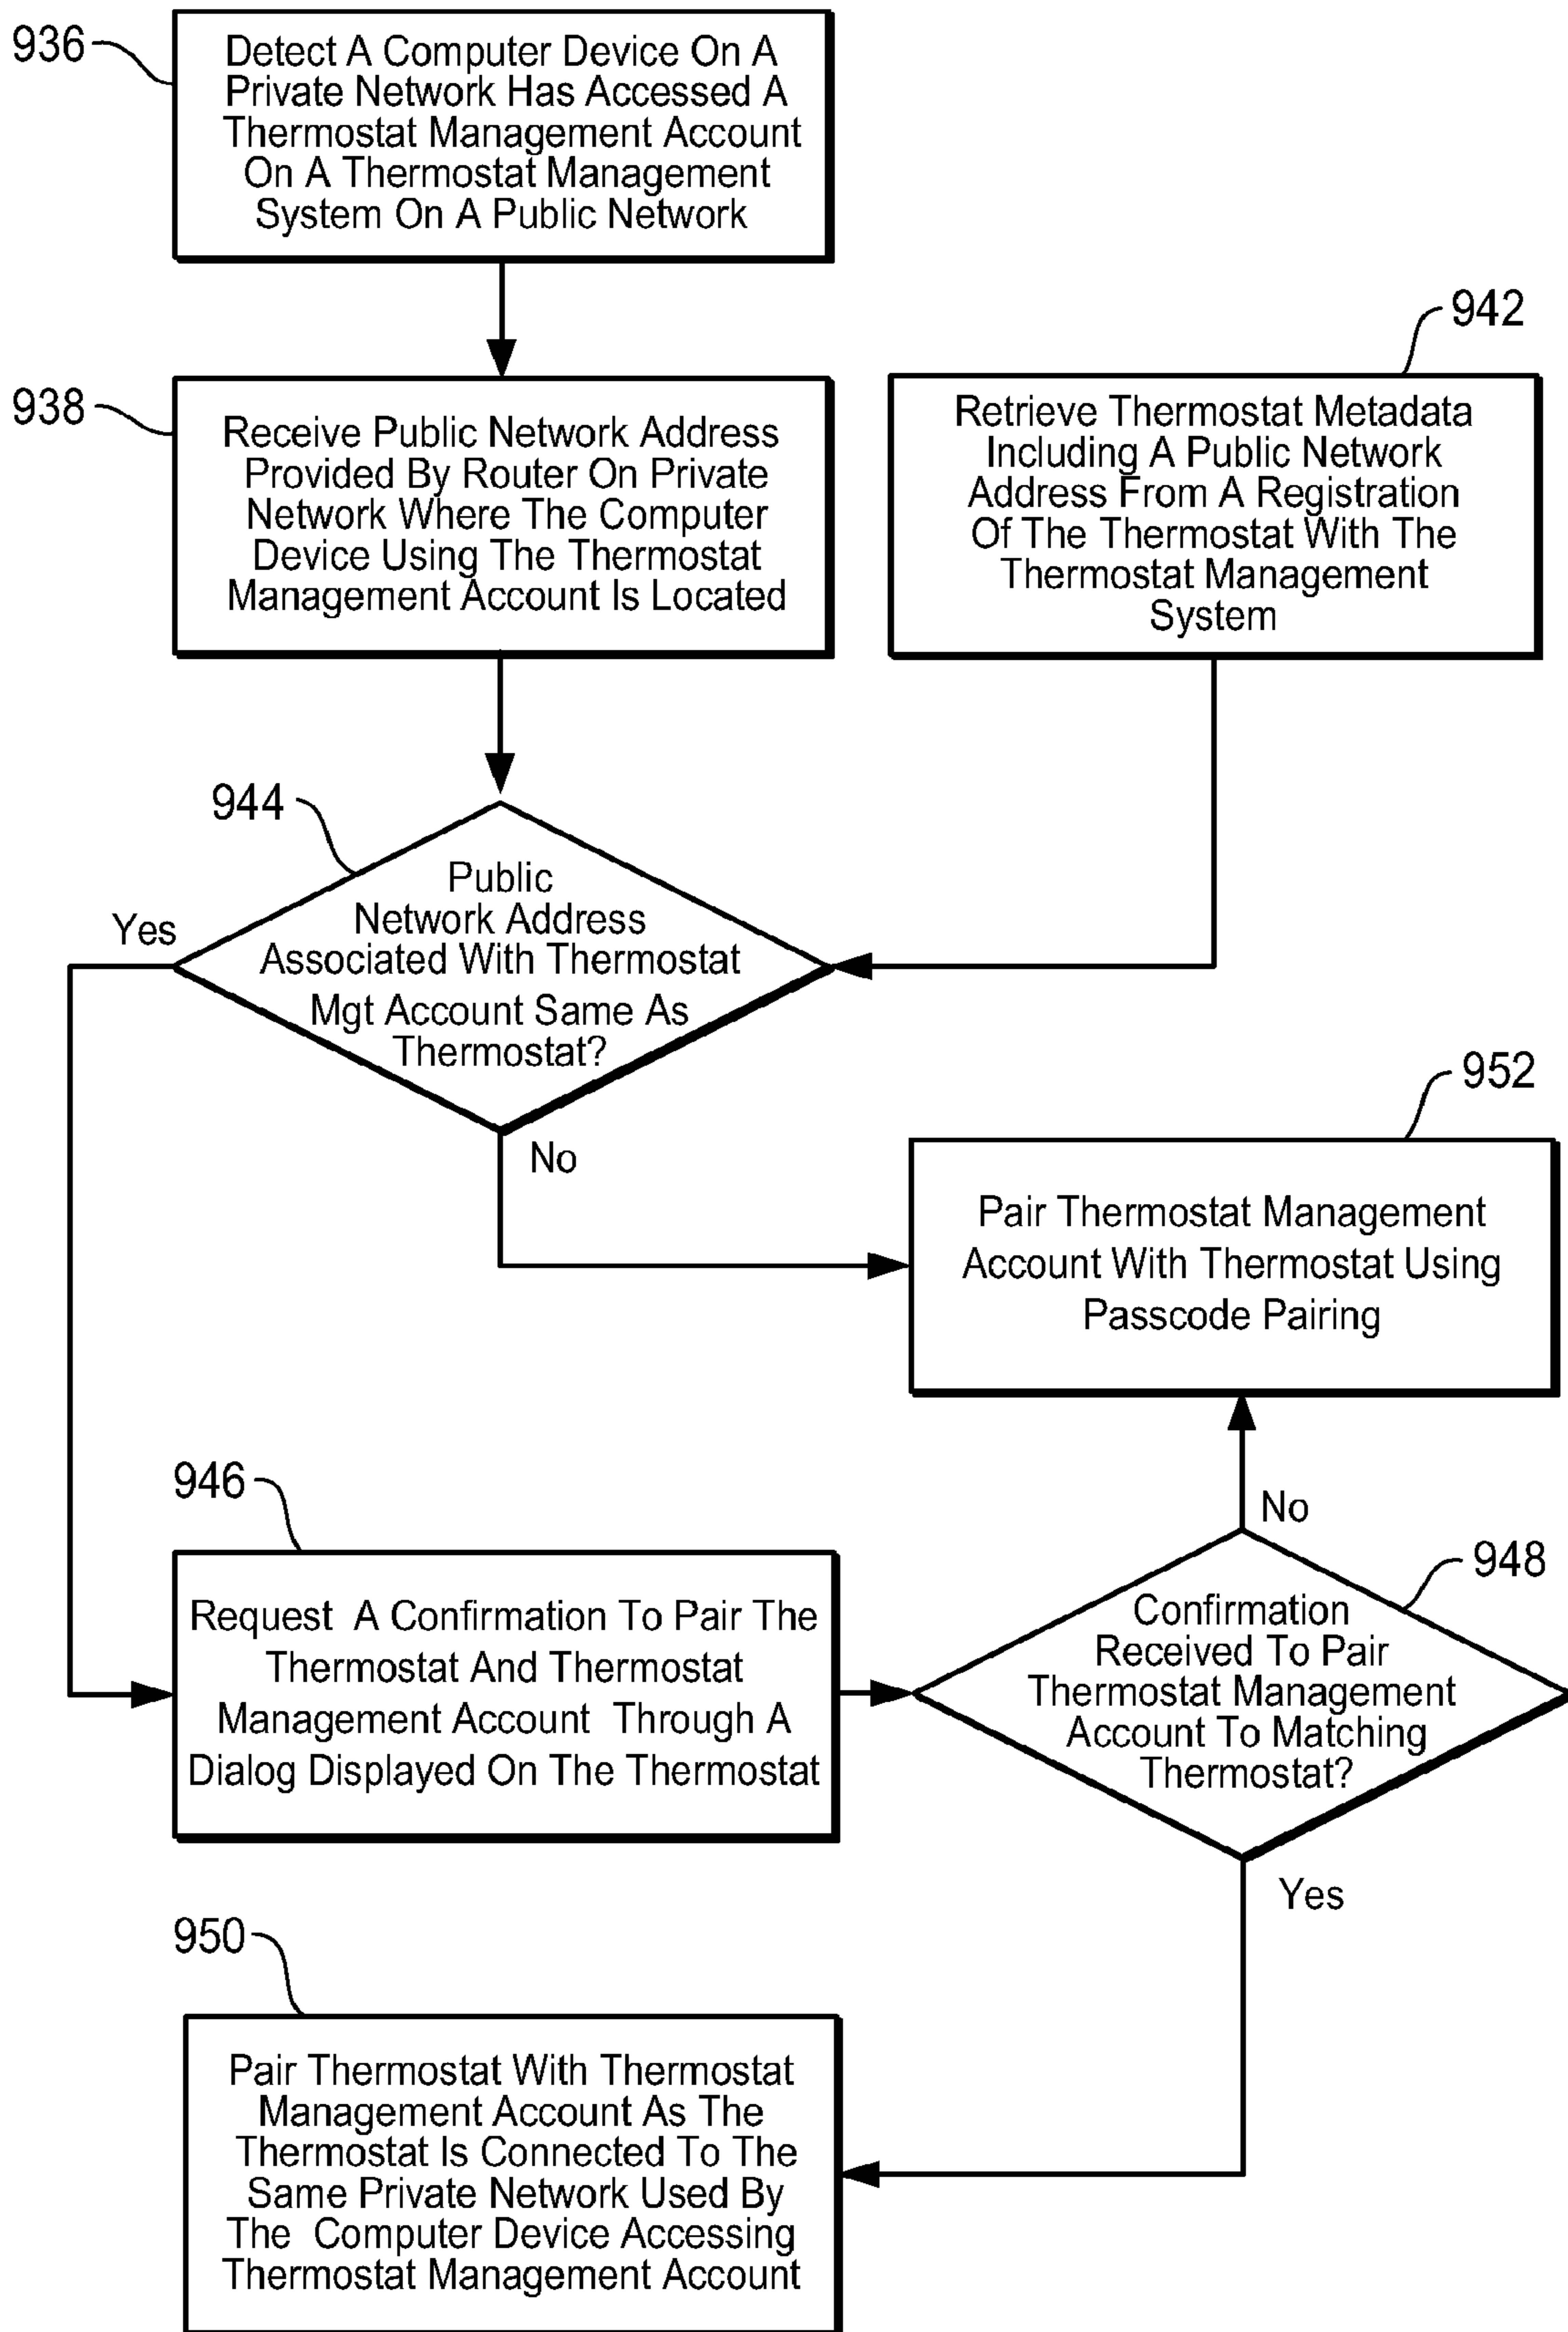 936
Detect A Computer Device On A
Private Network Has Accessed A
Thermostat Management Account
On A Thermostat Management
System On A Public Network
942
938
Receive Public Network Address
Provided By Router On Private
Network Where The Computer
Device Using The Thermostat
Management Account Is Located
Retrieve Thermostat Metadata
Including A Public Network
Address From A Registration
Of The Thermostat With The
Thermostat Management
System
944
Public
Network Address
Associated With Thermostat
Mgt Account Same As
Thermostat?
Yes
No
952
Pair Thermostat Management
Account With Thermostat Using
Passcode Pairing
946
Request A Confirmation To Pair The
Thermostat And Thermostat
Management Account Through A
Dialog Displayed On The Thermostat
No
948
Confirmation
Received To Pair
Thermostat Management
Account To Matching
Thermostat?
Yes
950
Pair Thermostat With Thermostat
Management Account As The
Thermostat Is Connected To The
Same Private Network Used By
The Computer Device Accessing
Thermostat Management Account